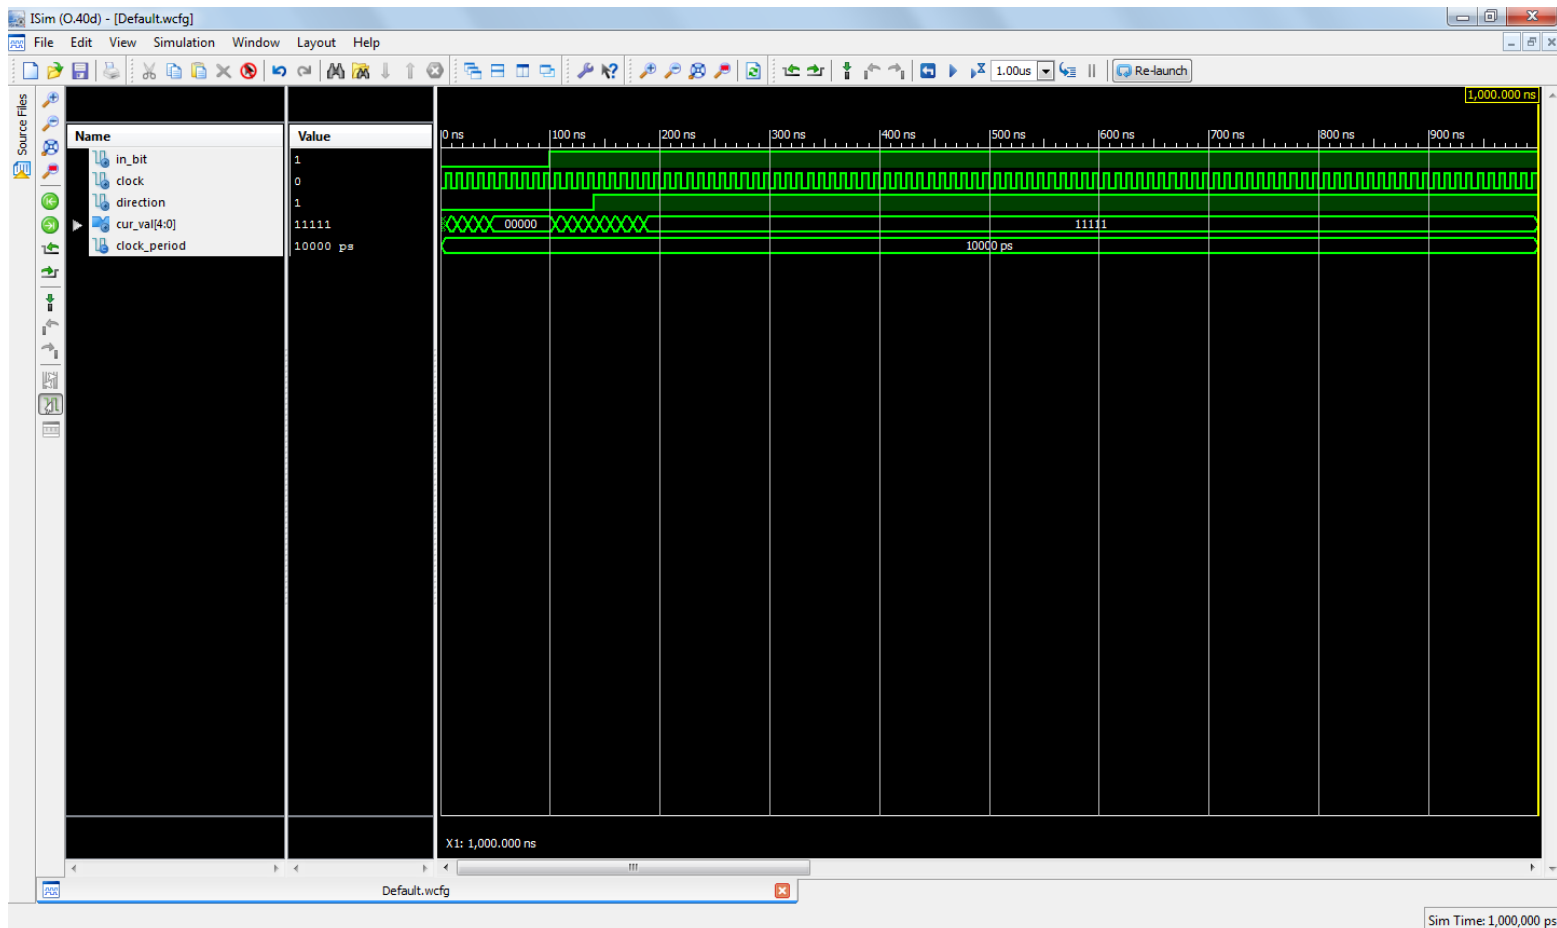 ISim (O.40d) - [Default.wcfg]
File Edit View Simulation Window Layout Help
1.00us Re-launch
Source Files
1,000.000 ns
Name Value
0 ns 100 ns 200 ns 300 ns 400 ns 500 ns 600 ns 700 ns 800 ns 900 ns
in_bit 1
clock 0
direction 1
cur_val[4:0] 11111 00000 11111
clock_period 10000 ps 10000 ps
X1: 1,000.000 ns
Default.wcfg
Sim Time: 1,000,000 ps